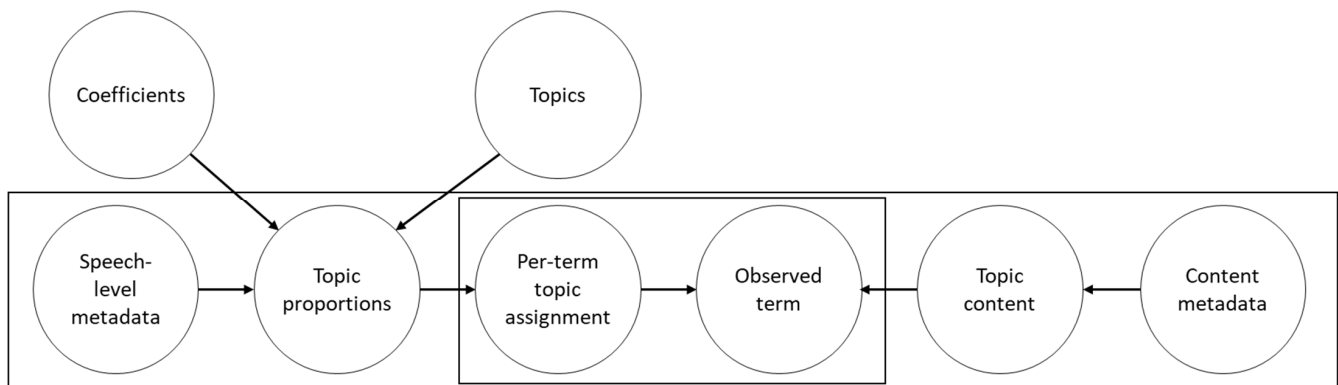 Coefficients
Topics
Speech-
level
metadata
Topic
proportions
Per-term
topic
assignment
Observed
term
Topic
content
Content
metadata